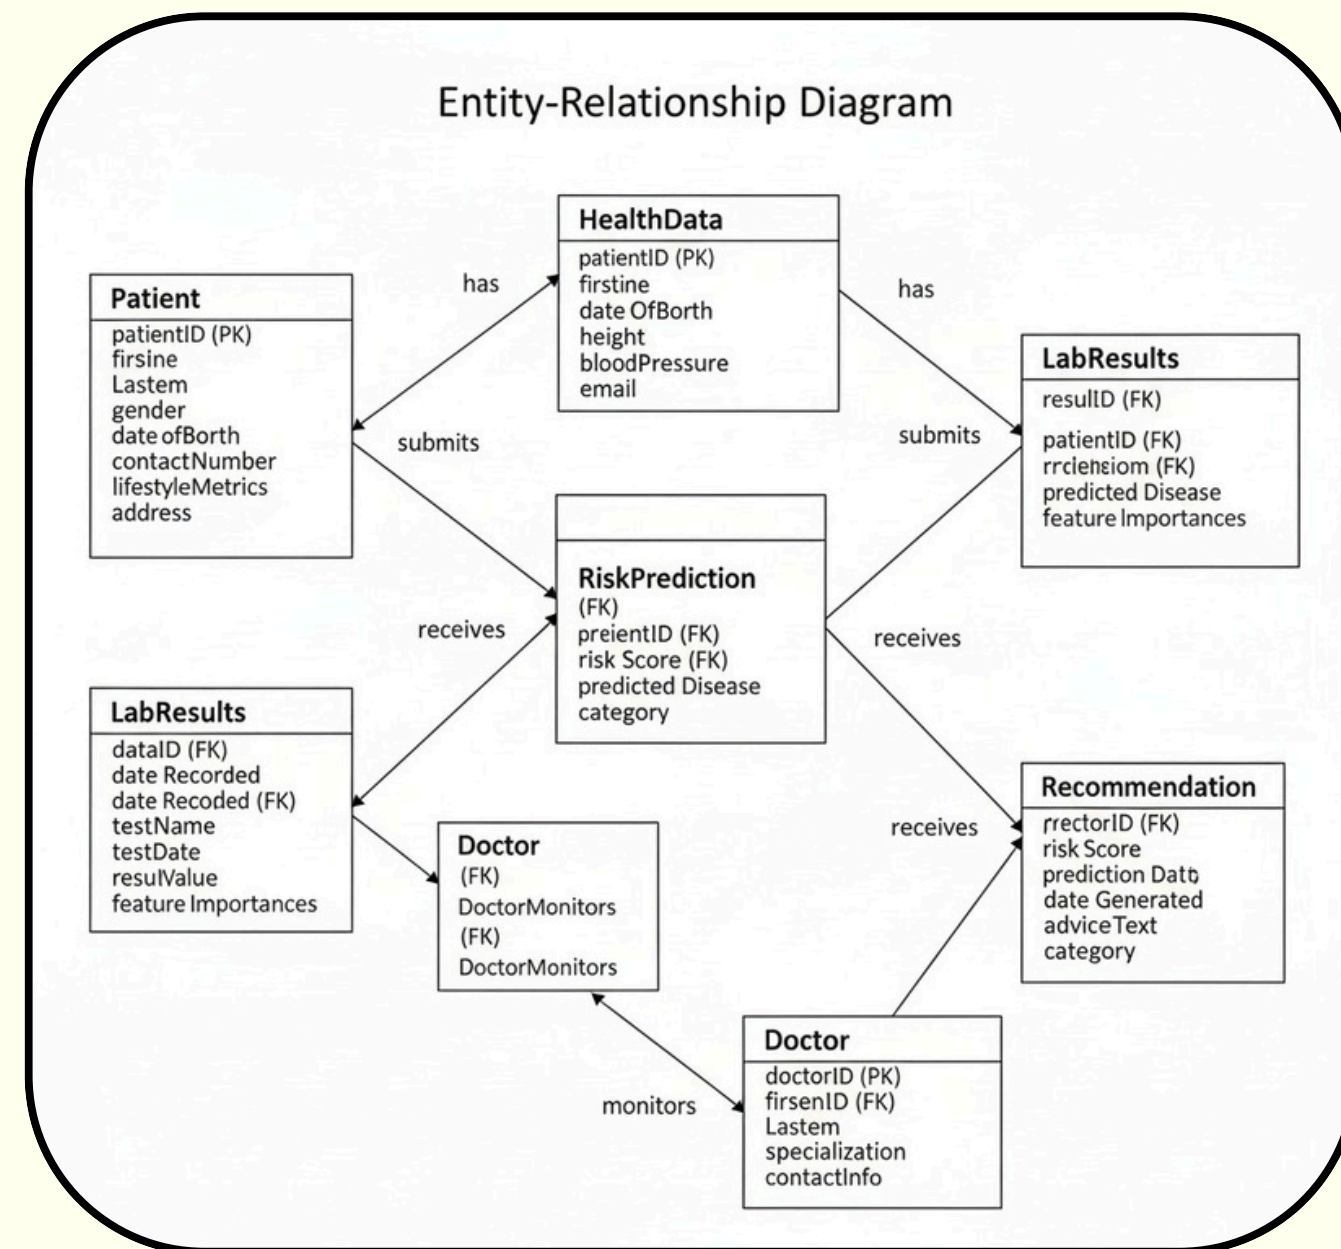 Entity-Relationship Diagram
HealthData
patientID (PK)
firstine
date OfBorth
height
bloodPressure
email
has
has
Patient
patientID (PK)
firsine
Lastem
gender
date ofBorth
contactNumber
lifestyleMetrics
address
submits
submits
LabResults
resulID (FK)
patientID (FK)
(FK)
predicted Disease
feature Importances
RiskPrediction
(FK)
preientID (FK)
risk Score (FK)
predicted Disease
category
receives
receives
LabResults
dataID (FK)
date Recorded
date Recoded (FK)
testName
testDate
resulValue
feature Importances
Doctor
(FK)
DoctorMonitors
(FK)
DoctorMonitors
receives
Recommendation
rrectorID (FK)
risk Score
prediction
date Generated
adviceText
category
monitors
Doctor
doctorID (PK)
firsenID (FK)
Lastem
specialization
contactInfo